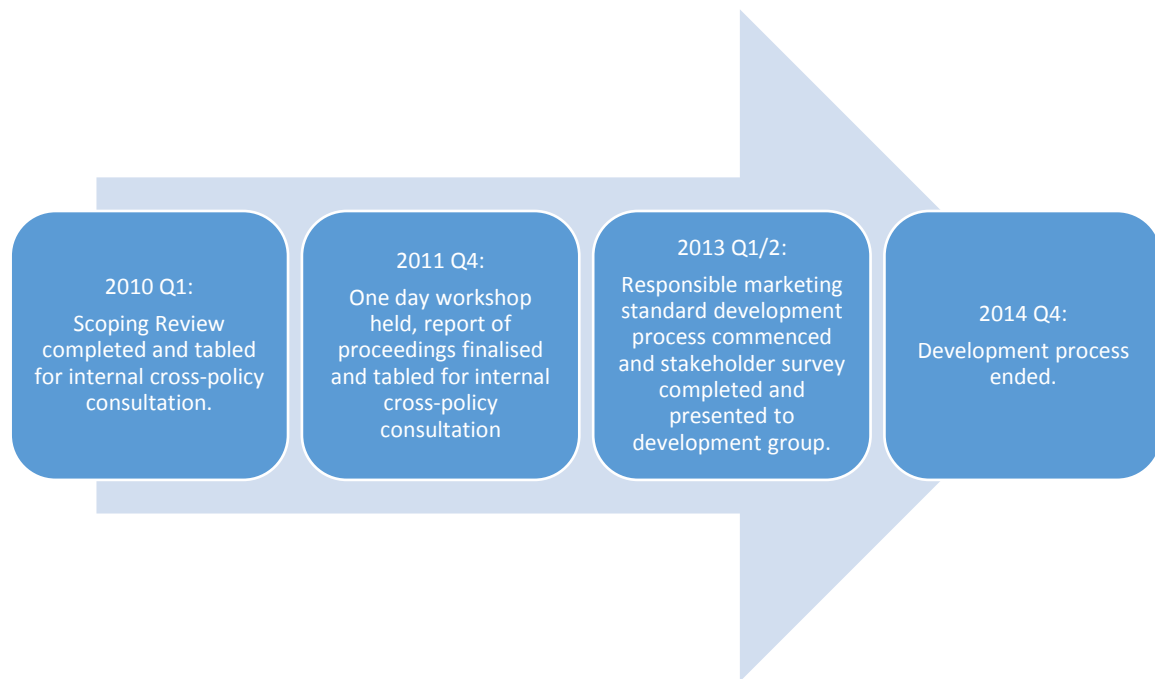 2010 Q1:
Scoping Review
completed and tabled
for internal cross-policy
consultation.
2011 Q4:
One day workshop
held, report of
proceedings finalised
and tabled for internal
cross-policy
consultation
2013 Q1/2:
Responsible marketing
standard development
process commenced
and stakeholder survey
completed and
presented to
development group.
2014 Q4:
Development process
ended.